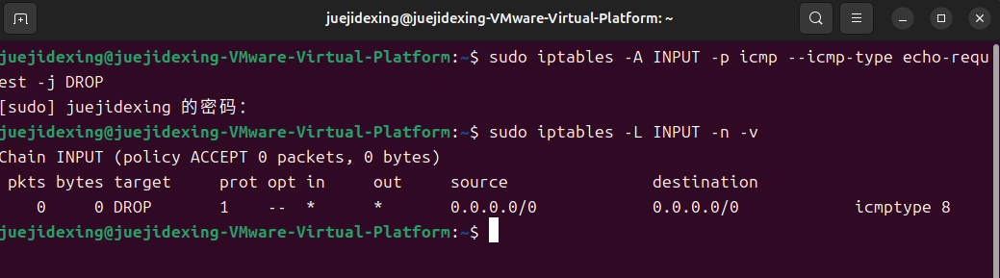 juejidexing@juejidexing-VMware-Virtual-Platform: ~
juejidexing@juejidexing-VMware-Virtual-Platform:~$ sudo iptables -A INPUT -p icmp --icmp-type echo-requ
est -j DROP
[sudo] juejidexing 的密码：
juejidexing@juejidexing-VMware-Virtual-Platform:~$ sudo iptables -L INPUT -n -v
Chain INPUT (policy ACCEPT 0 packets, 0 bytes)
 pkts bytes target     prot opt in     out     source               destination
    0     0 DROP       1    --  *      *       0.0.0.0/0            0.0.0.0/0            icmptype 8
juejidexing@juejidexing-VMware-Virtual-Platform:~$